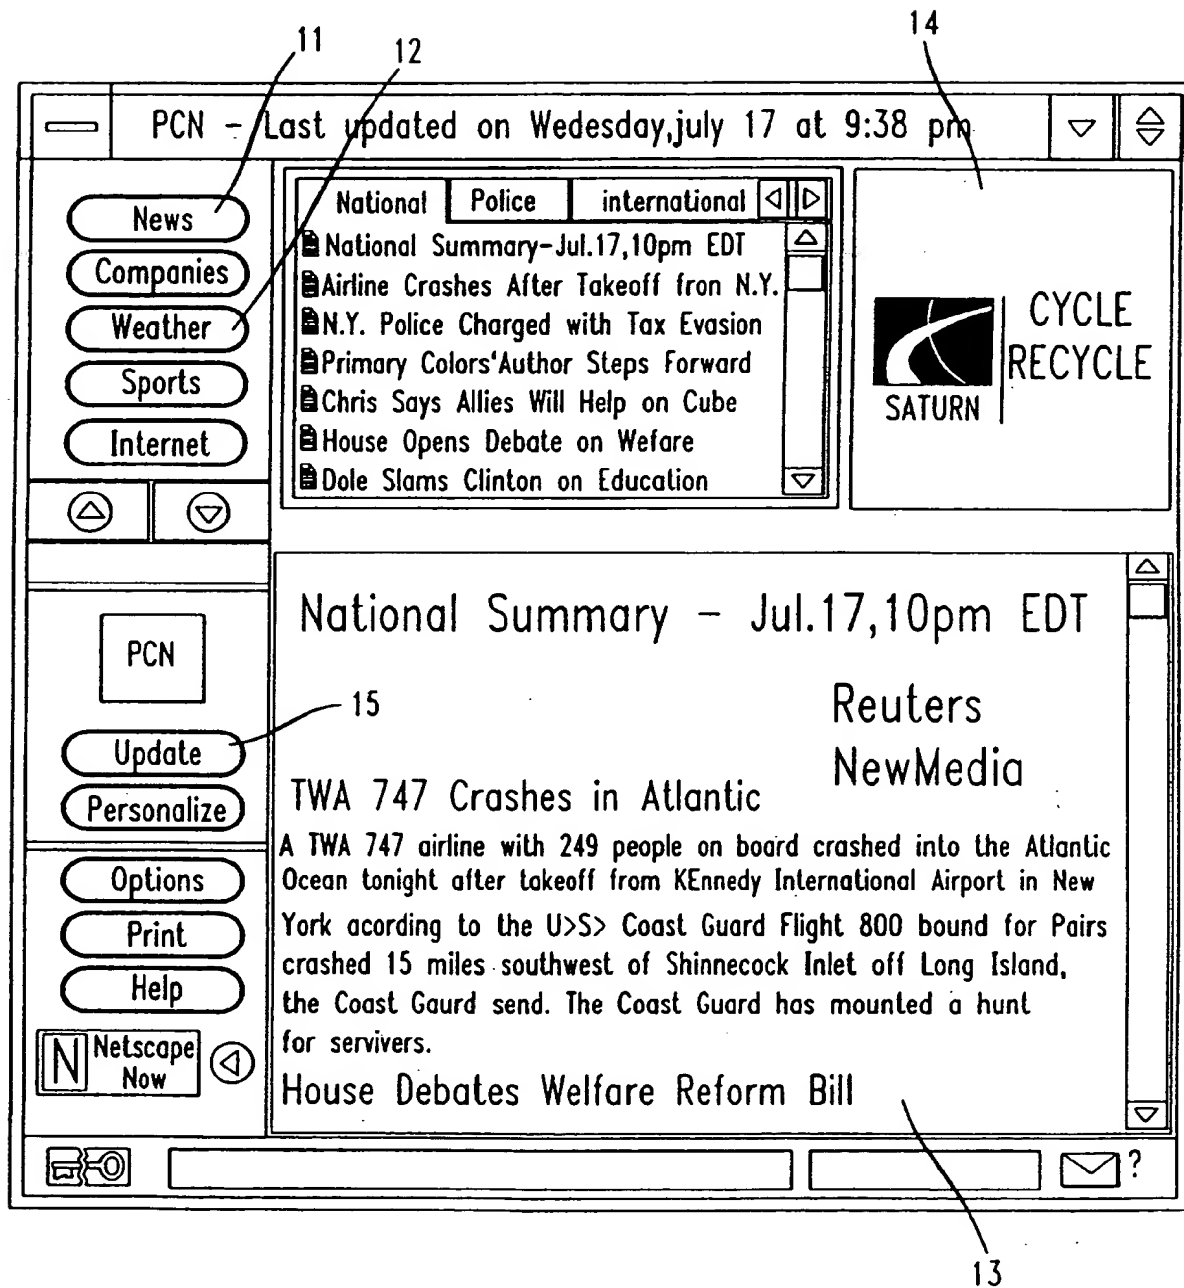 11
12
14
PCN - Last updated on Wedesday,july 17 at 9:38 pm
News
Companies
Weather
Sports
Internet
National Police international
National Summary-Jul.17,10pm EDT
Airline Crashes After Takeoff fron N.Y.
N.Y. Police Charged with Tax Evasion
Primary Colors'Author Steps Forward
Chris Says Allies Will Help on Cube
House Opens Debate on Wefare
Dole Slams Clinton on Education
SATURN
CYCLE
RECYCLE
PCN
15
Update
Personalize
Options
Print
Help
N Netscape
Now
National Summary - Jul.17,10pm EDT
Reuters
NewMedia
TWA 747 Crashes in Atlantic
A TWA 747 airline with 249 people on board crashed into the Atlantic
Ocean tonight after takeoff from KEnnedy International Airport in New
York acording to the U>S> Coast Guard Flight 800 bound for Pairs
crashed 15 miles southwest of Shinnecock Inlet off Long Island,
the Coast Gaurd send. The Coast Guard has mounted a hunt
for servivers.
House Debates Welfare Reform Bill
?
13